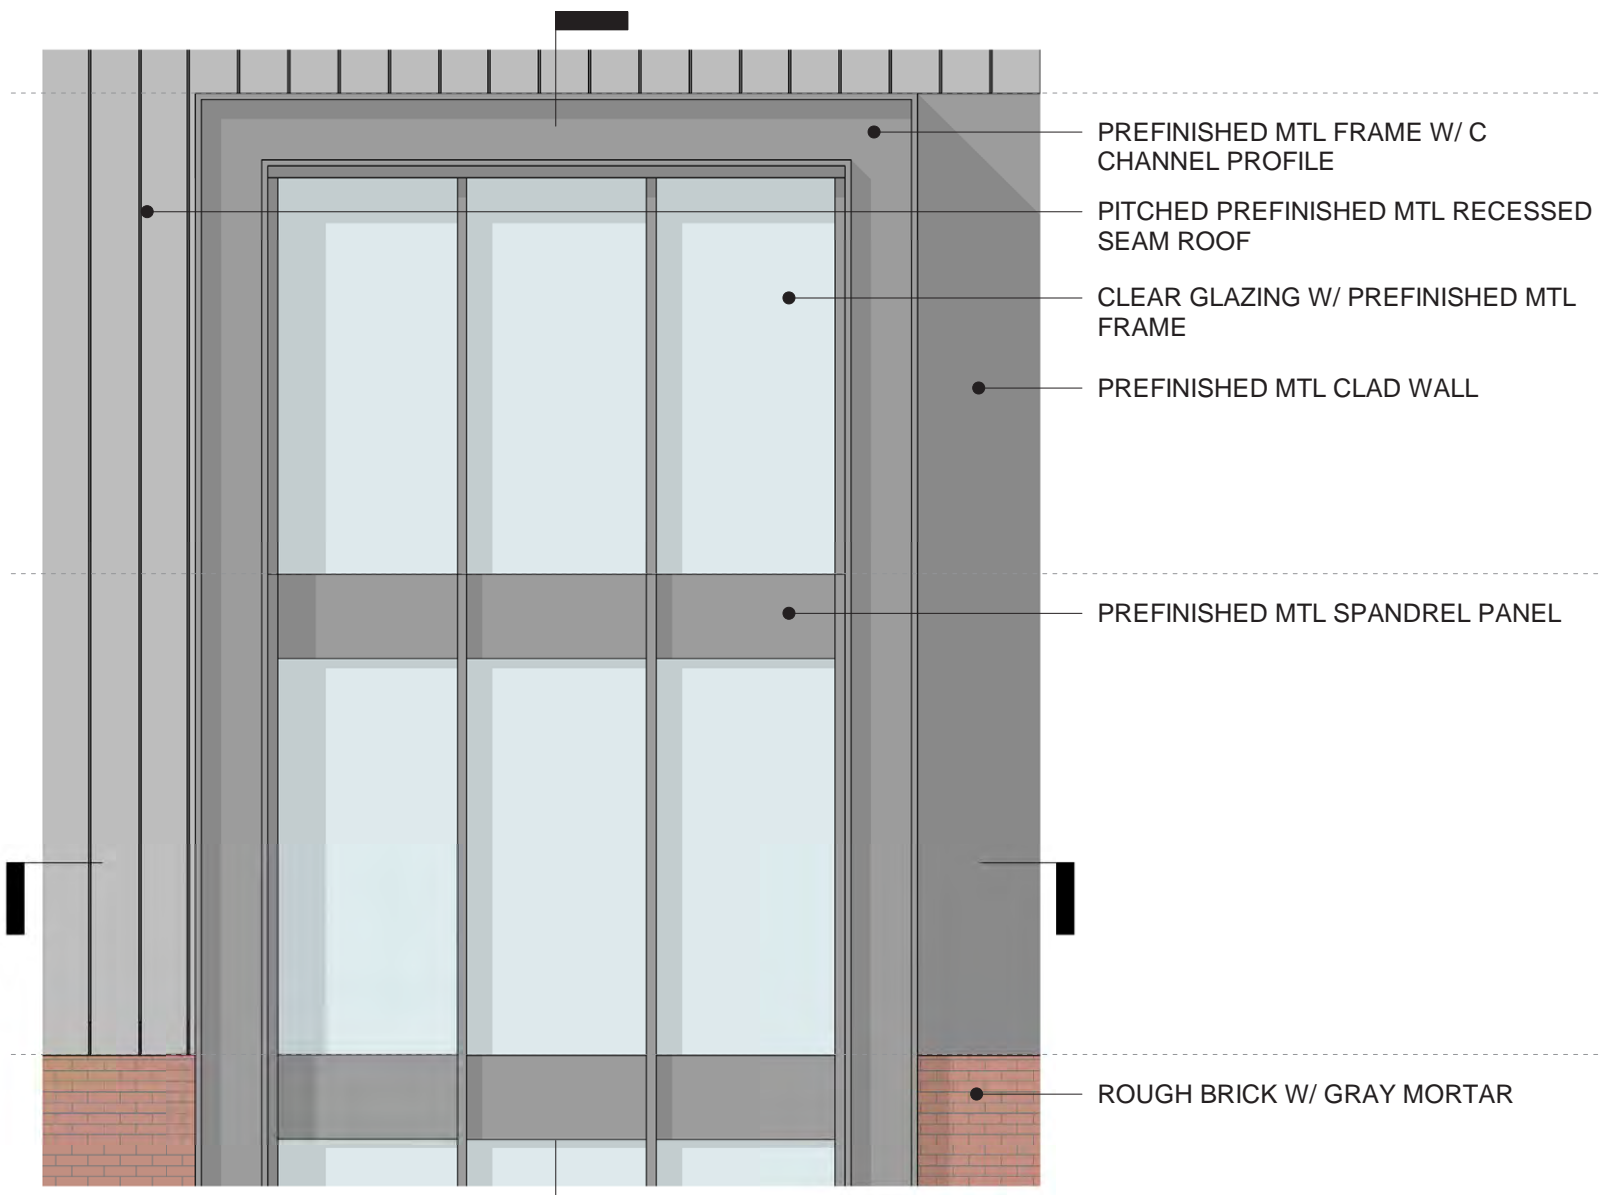 PREFINISHED MTL FRAME W/ C
CHANNEL PROFILE
PITCHED PREFINISHED MTL RECESSED
SEAM ROOF
CLEAR GLAZING W/ PREFINISHED MTL
FRAME
PREFINISHED MTL CLAD WALL
PREFINISHED MTL SPANDREL PANEL
ROUGH BRICK W/ GRAY MORTAR